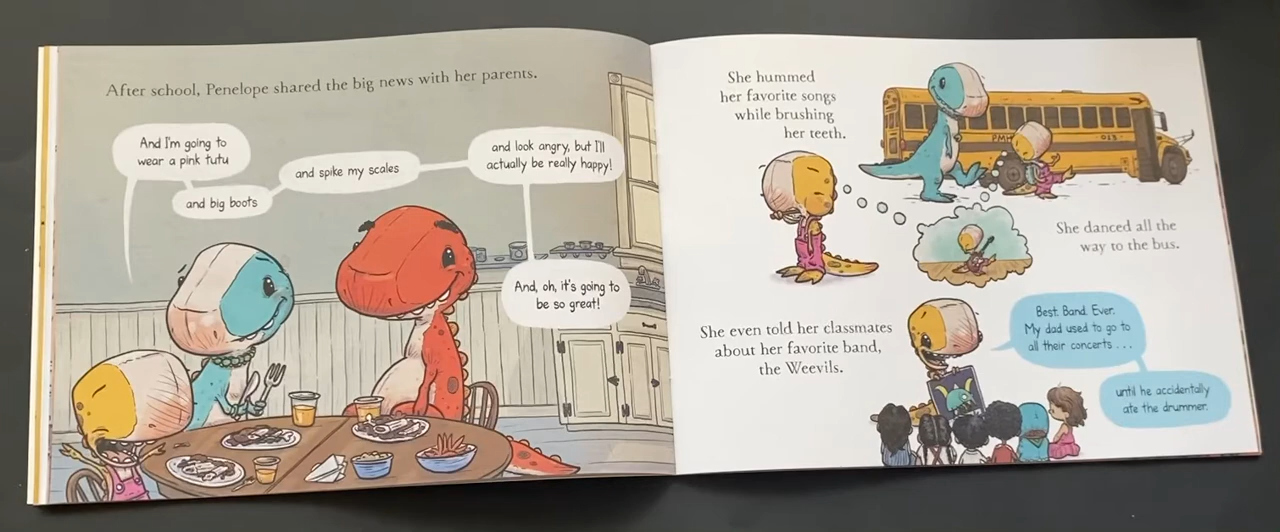 After school, Penelope shared the big news with her parents.
And I'm going to
wear a pink tutu
and big boots
and spike my scales
and look angry, but I'll
actually be really happy!
And, oh, it's going to
be so great!
She hummed
her favorite songs
while brushing
her teeth.
She danced all the
way to the bus.
She even told her classmates
about her favorite band,
the Weevils.
Best. Band. Ever.
My dad used to go to
all their concerts . . .
until he accidentally
ate the drummer.